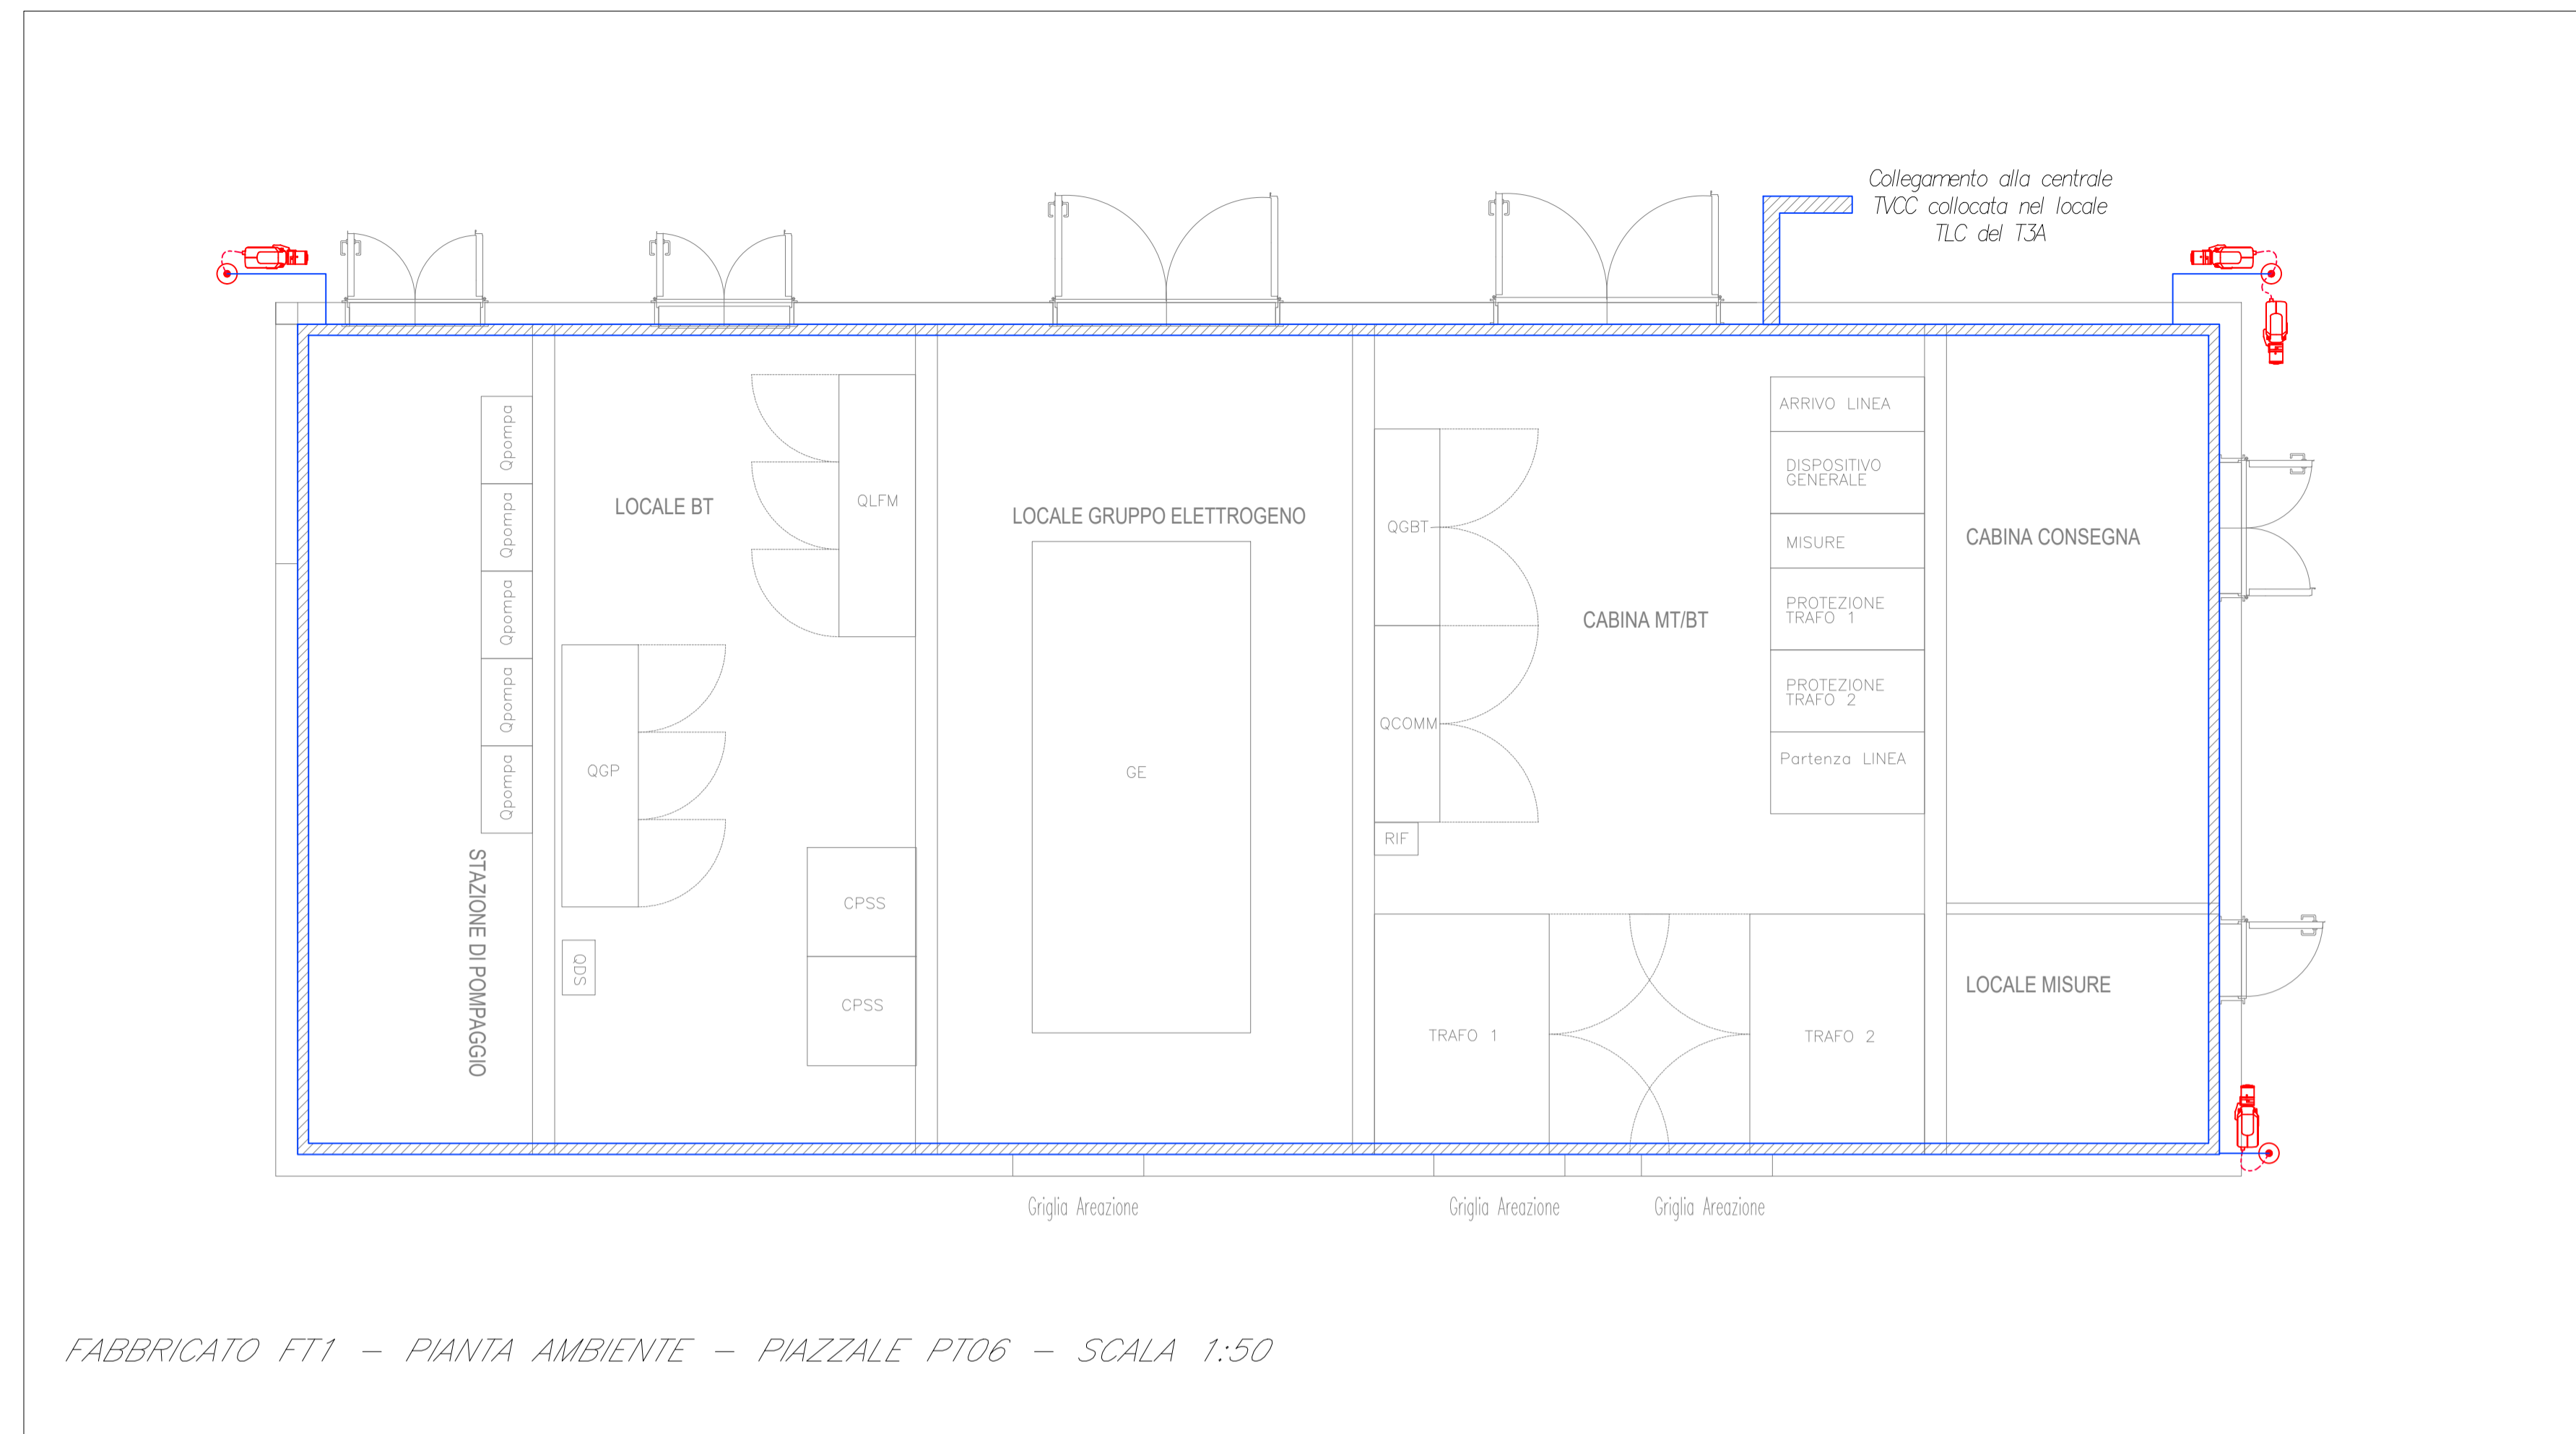 Collegamento alla centrale
TVCC collocata nel locale
TLC del T3A
Qpompa
Qpompa
Qpompa
Qpompa
Qpompa
STAZIONE DI POMPAGGIO
LOCALE BT
QLFM
QGP
QDS
CPSS
CPSS
LOCALE GRUPPO ELETTROGENO
GE
QGBT
QCOMM
RIF
CABINA MT/BT
ARRIVO LINEA
DISPOSITIVO
GENERALE
MISURE
PROTEZIONE
TRAFO 1
PROTEZIONE
TRAFO 2
Partenza LINEA
TRAFO 1
TRAFO 2
CABINA CONSEGNA
LOCALE MISURE
Griglia Areazione
Griglia Areazione
Griglia Areazione
FABBRICATO FT1 – PIANTA AMBIENTE – PIAZZALE PT06 – SCALA 1:50